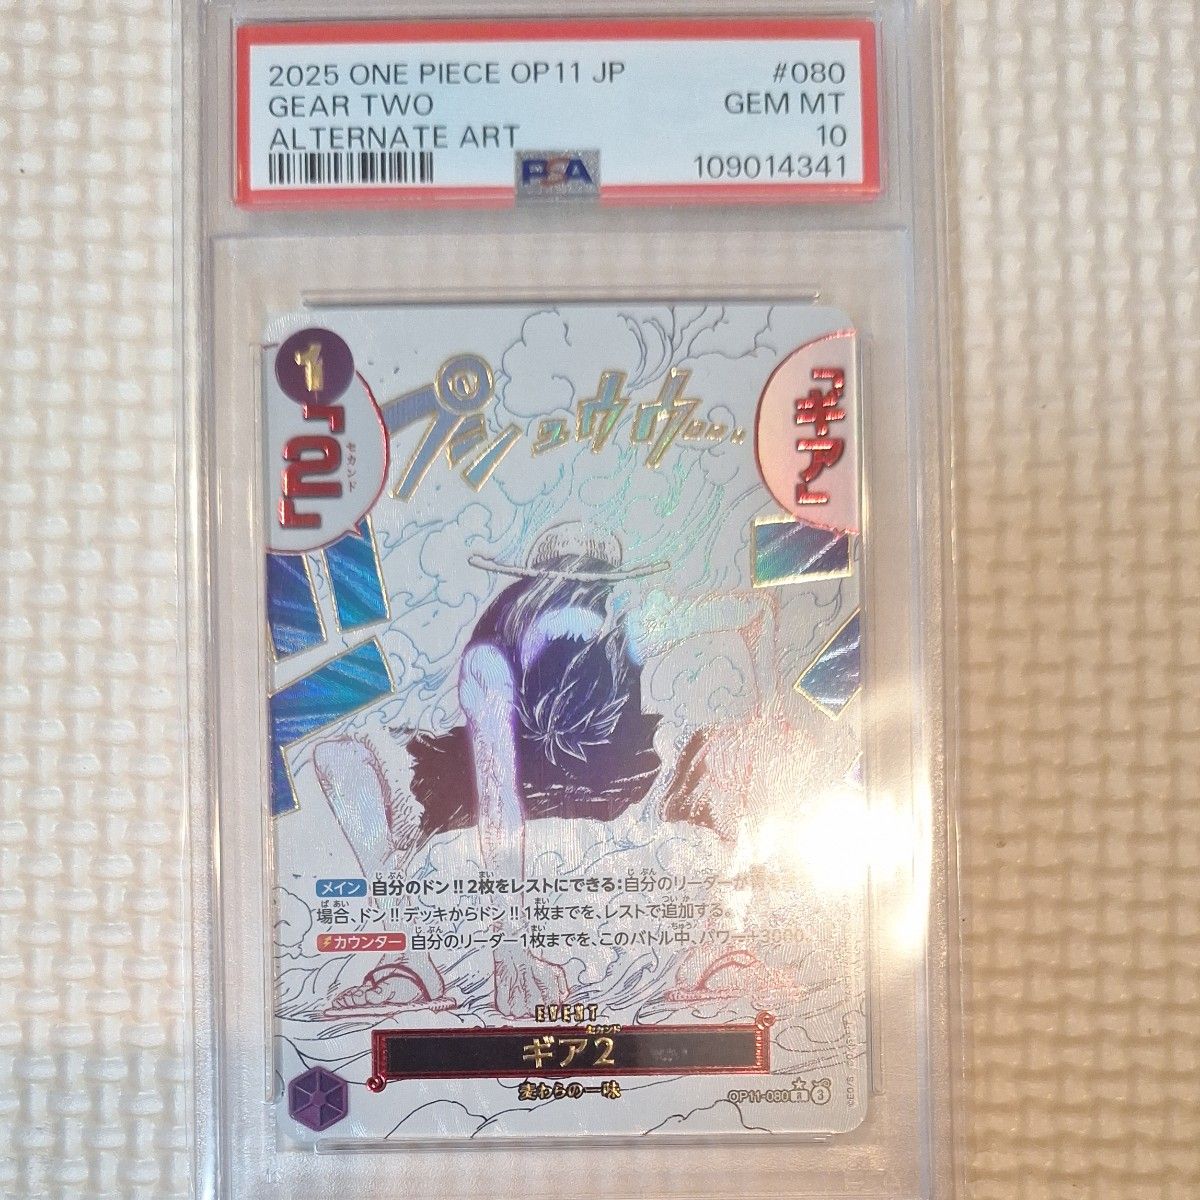 2025 ONE PIECE OP11 JP #080
GEAR TWO GEM MT
ALTERNATE ART 10
PSA 109014341
1
「ギア
2」
セカンド
プシュウウ...
メイン 自分のドン!!2枚をレストにできる:自分のリーダーが
場合、ドン!!デッキからドン!!1枚までを、レストで追加する。
カウンター 自分のリーダー1枚までを、このバトル中、パワー+3000。
EVENT
セカンド
ギア2
麦わらの一味
OP11-080 R 3